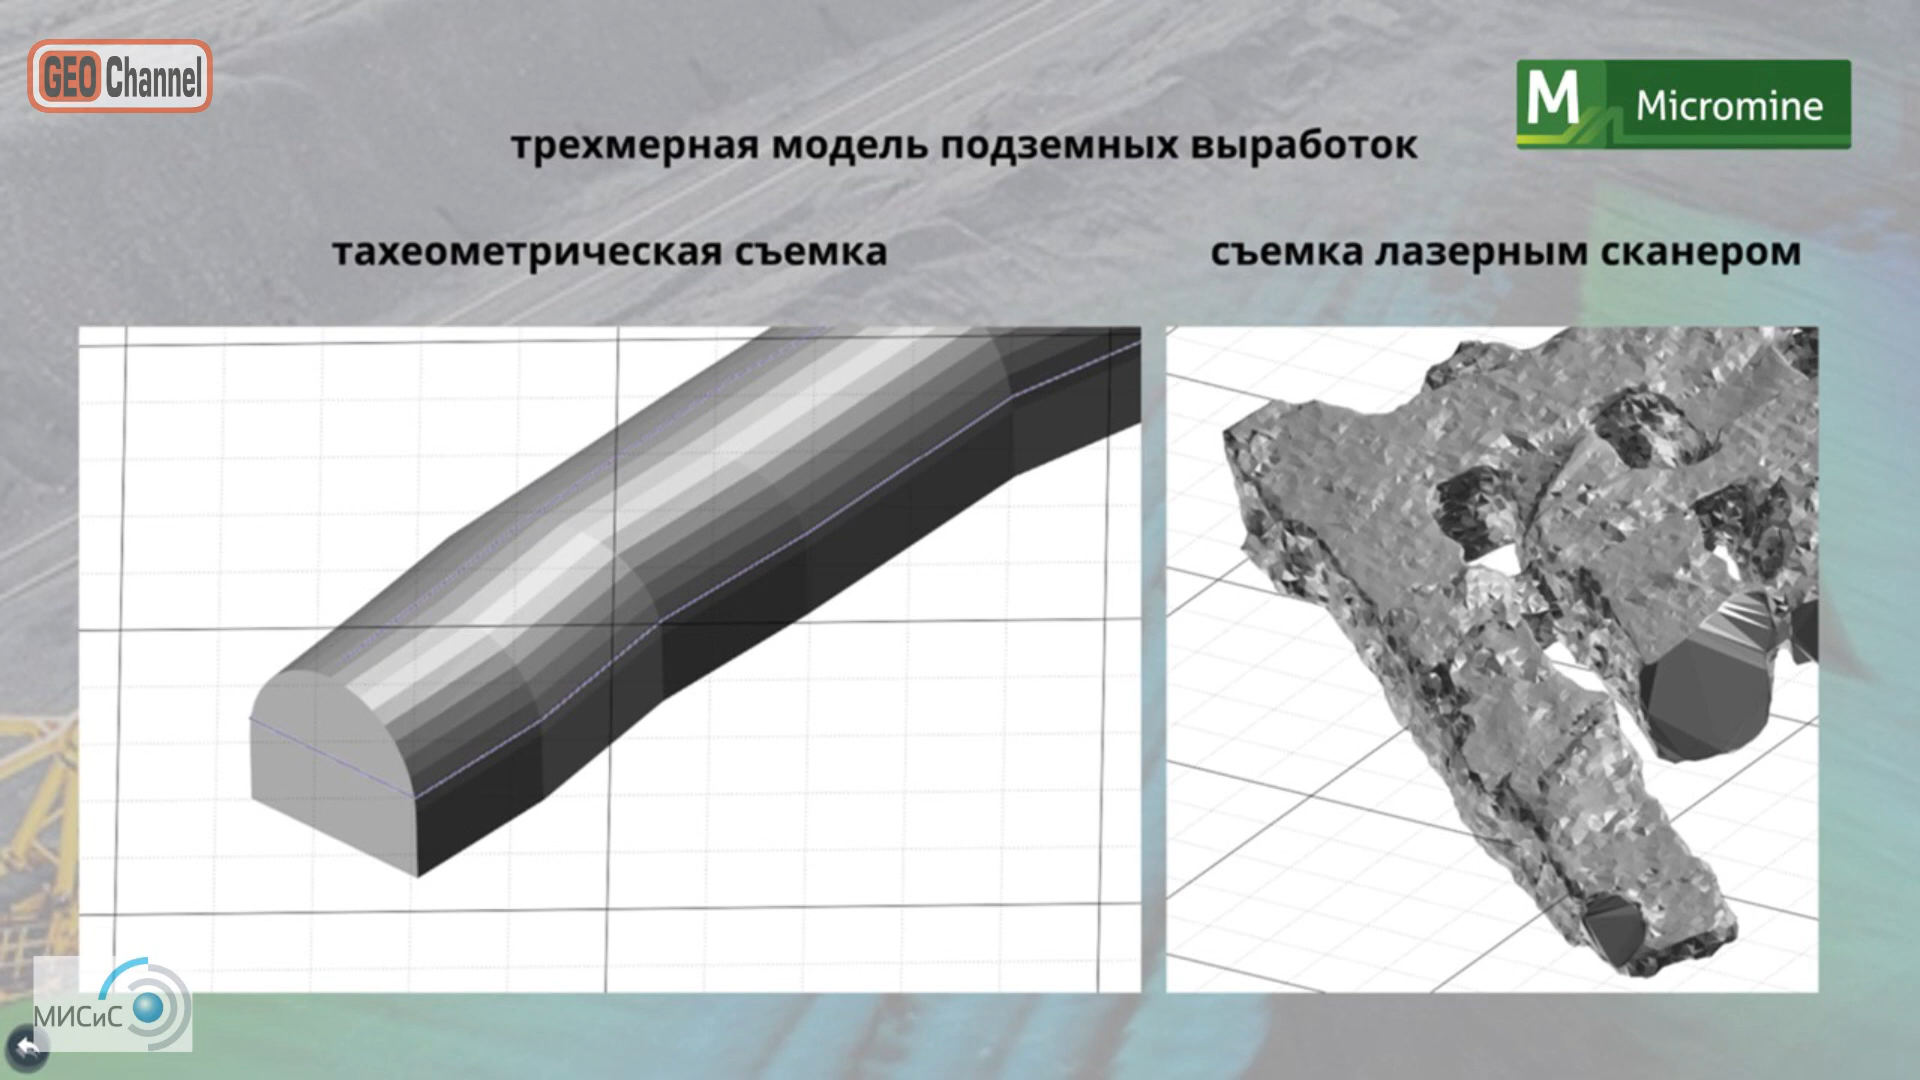 GEO Channel
M Micromine
трехмерная модель подземных выработок
тахеометрическая съемка
съемка лазерным сканером
МИСиС